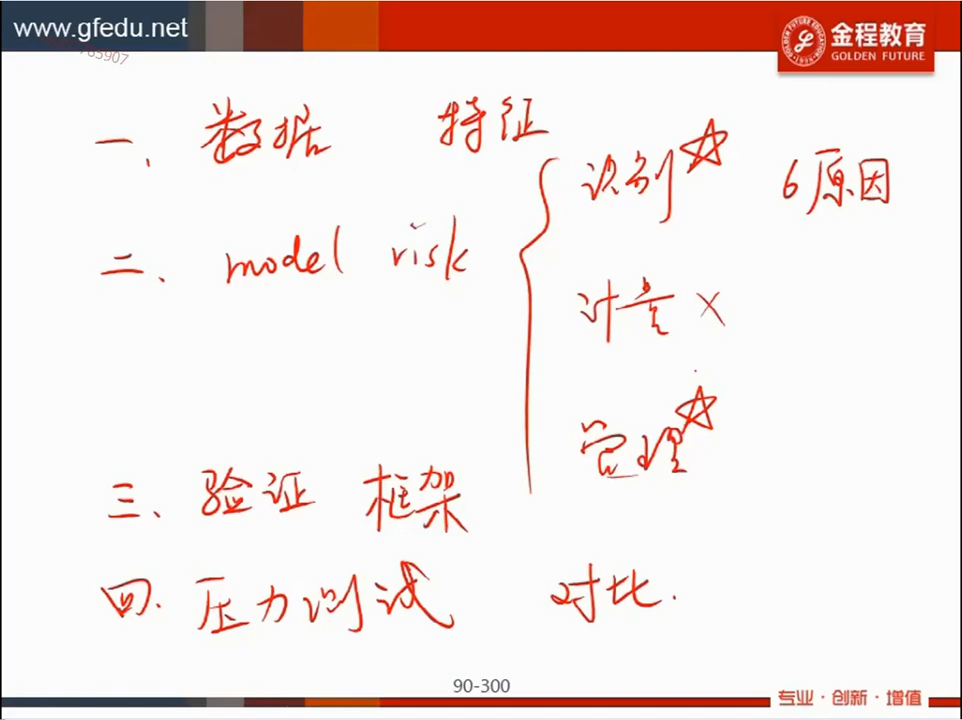 www.gfedu.net
金程教育
GOLDEN FUTURE
一、数据 特征
识别☆ 6原因
二、model risk
计量 ×
管理☆
三、验证 框架
四、压力测试 对比.
90-300
专业·创新·增值